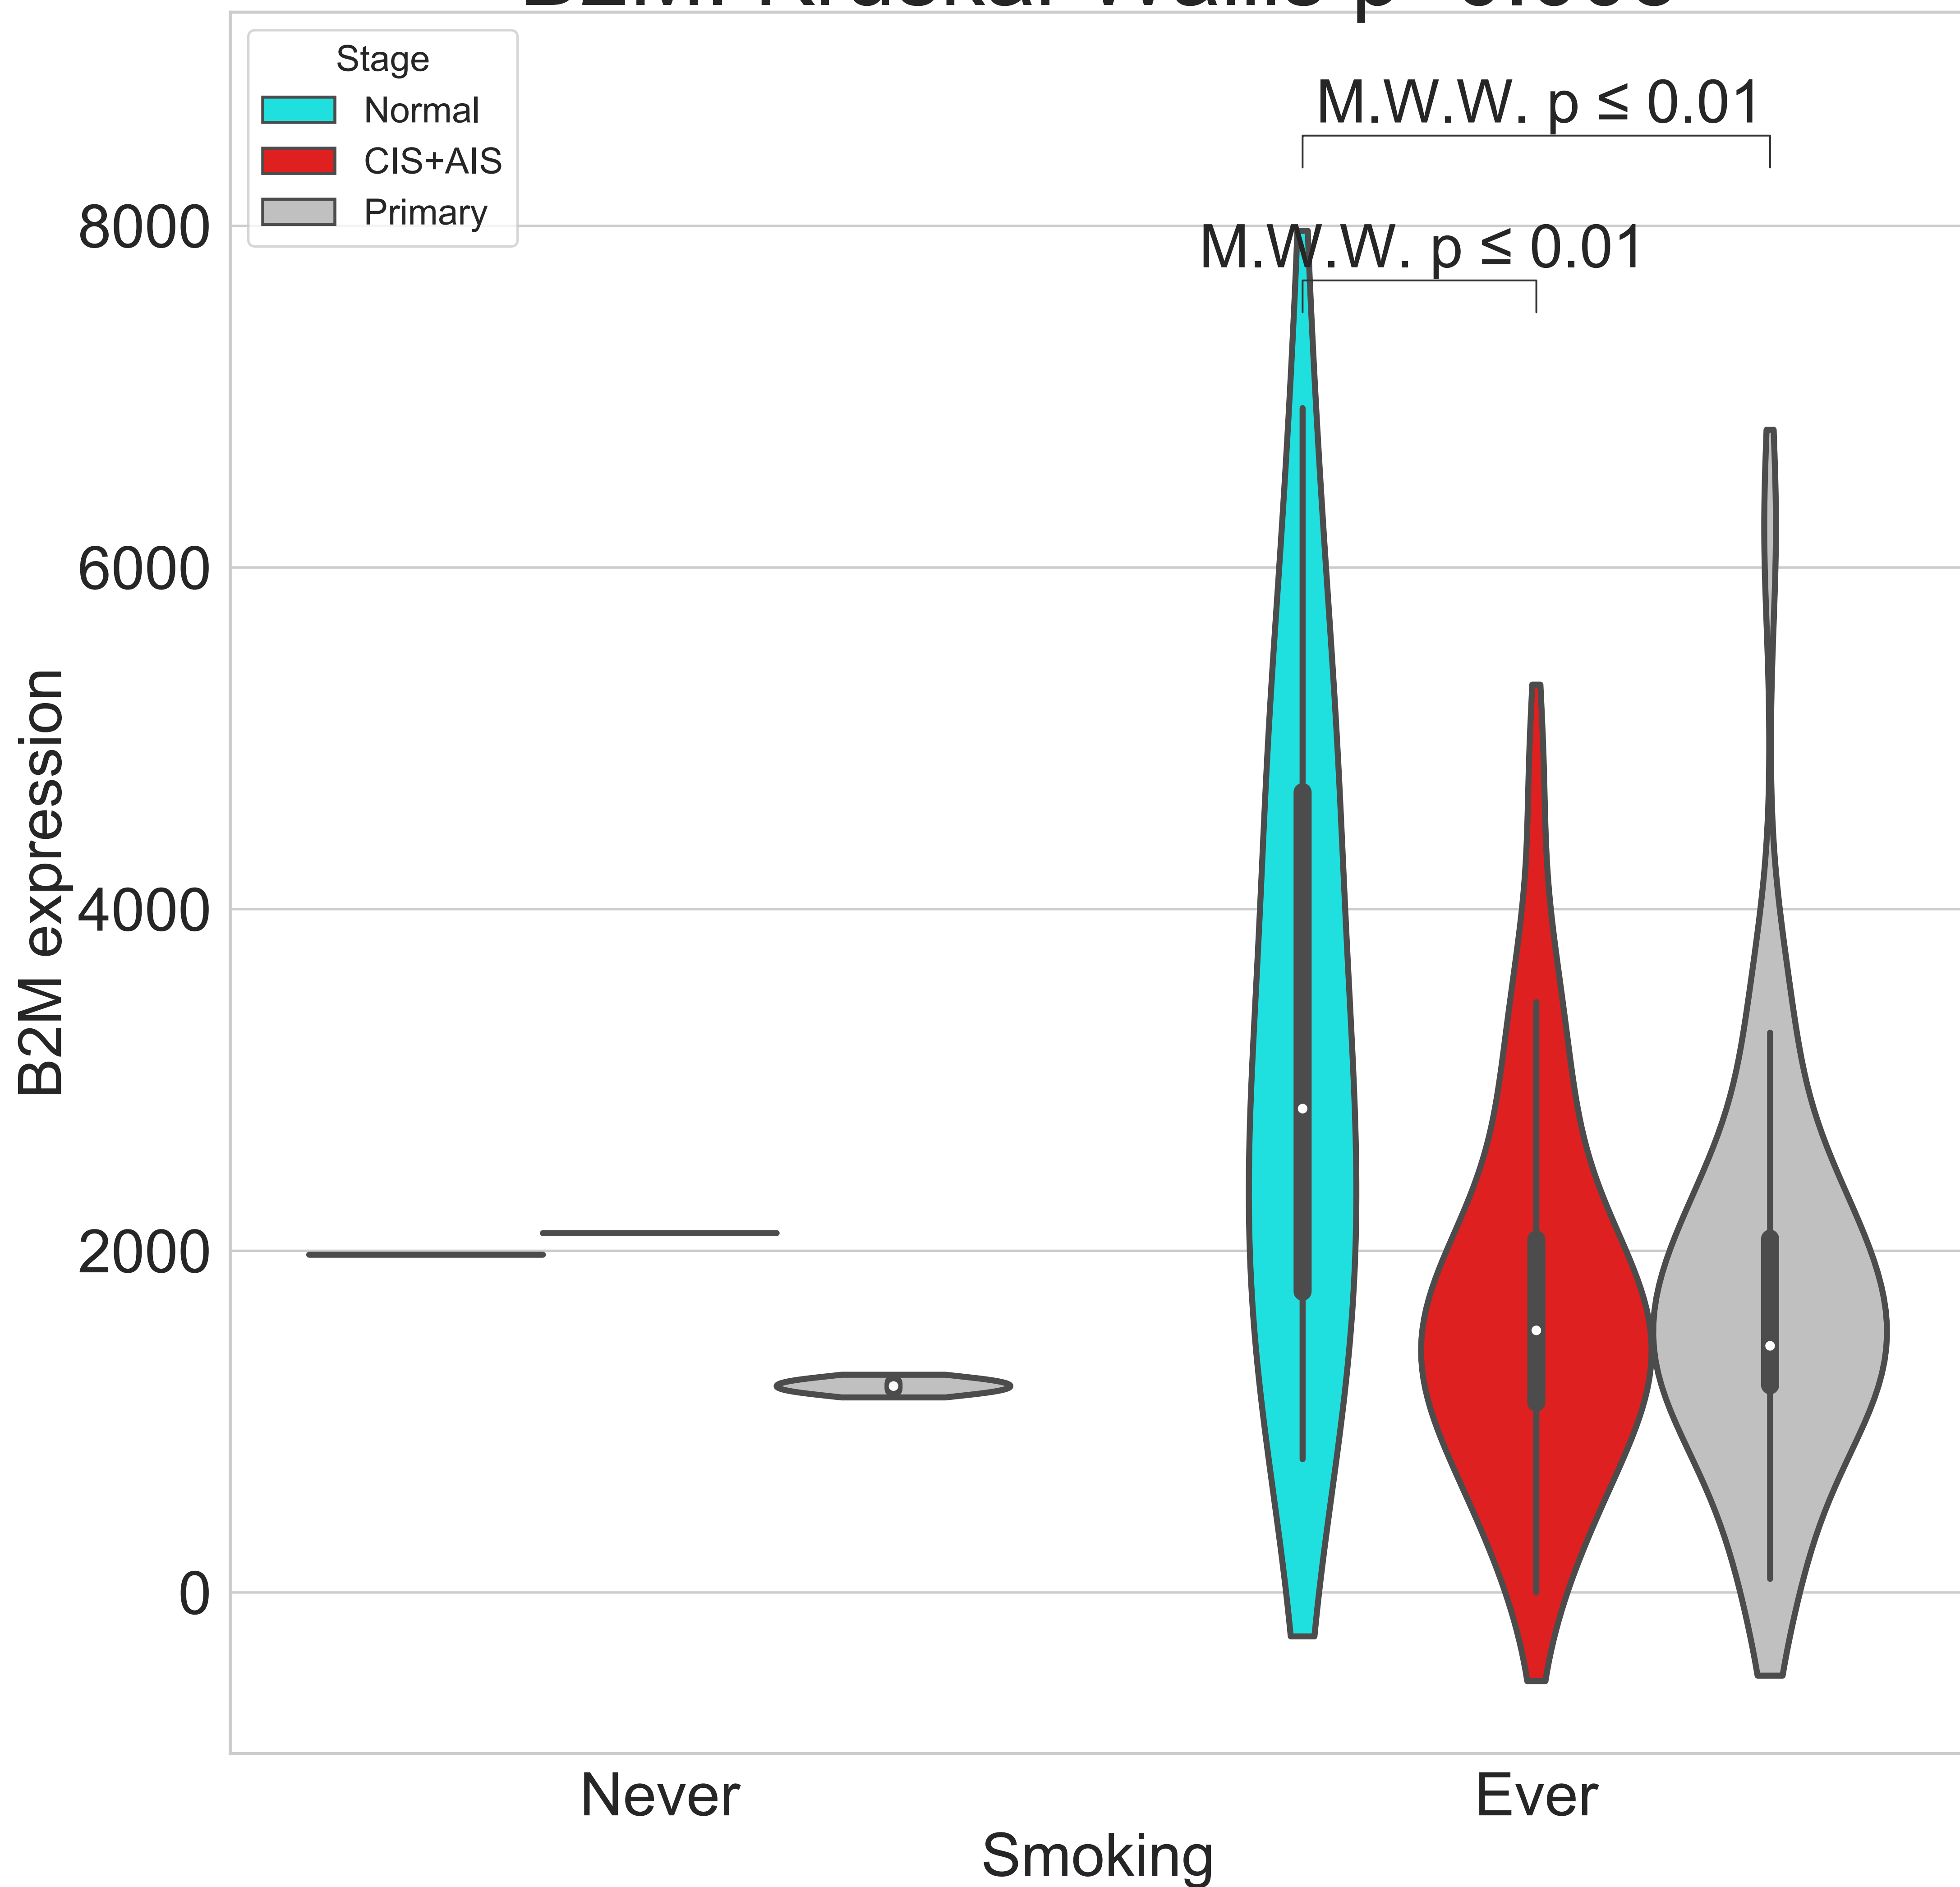 Stage
Normal
CIS+AIS
Primary
M.W.W. p ≤ 0.01
M.W.W. p ≤ 0.01
8000
6000
4000
2000
0
B2M expression
Never
Ever
Smoking